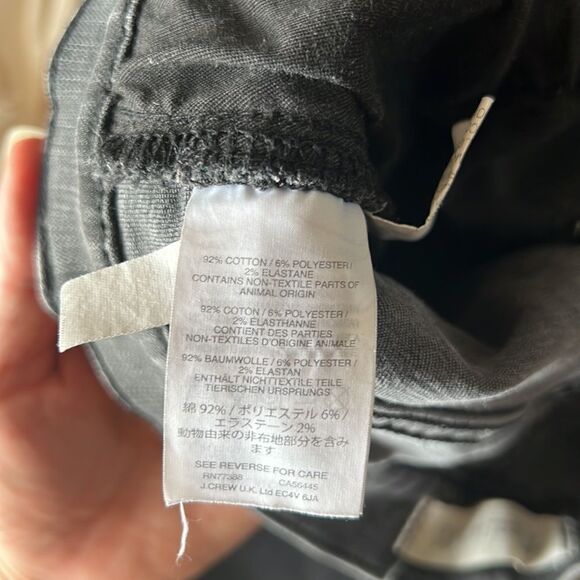 92% COTTON / 6% POLYESTER /
2% ELASTANE
CONTAINS NON-TEXTILE PARTS OF
ANIMAL ORIGIN
92% COTON / 6% POLYESTER /
2% ELASTHANNE
CONTIENT DES PARTIES
NON-TEXTILES D'ORIGINE ANIMALE
92% BAUMWOLLE / 6% POLYESTER /
2% ELASTAN
ENTHÄLT NICHTTEXTILE TEILE
TIERISCHEN URSPRUNGS
綿 92% / ポリエステル 6% /
エラステーン 2%
動物由来の非布地部分を含み
ます
SEE REVERSE FOR CARE
RN77388 CA56445
J.CREW U.K. Ltd EC4V 6JA